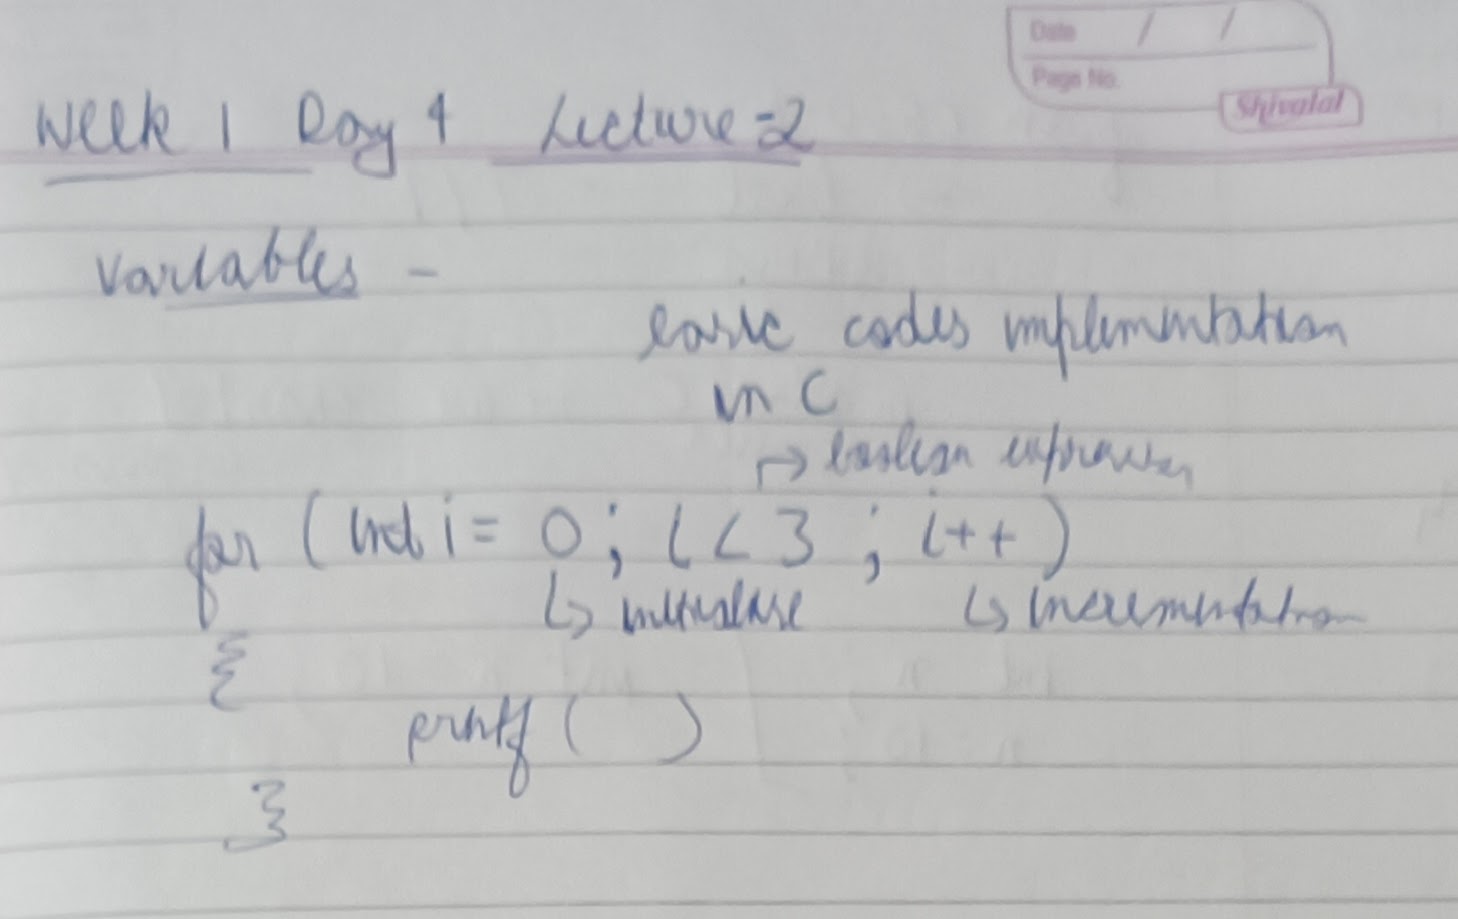 Date / /
Page No.
Shivalal
Week 1 Day 4 Lecture-2
Variables -
basic codes implementation
in C
↱ boolean expression
for (int i = 0; i < 3 ; i++)
↳ initialise ↳ incrementation
{
printf ( )
}